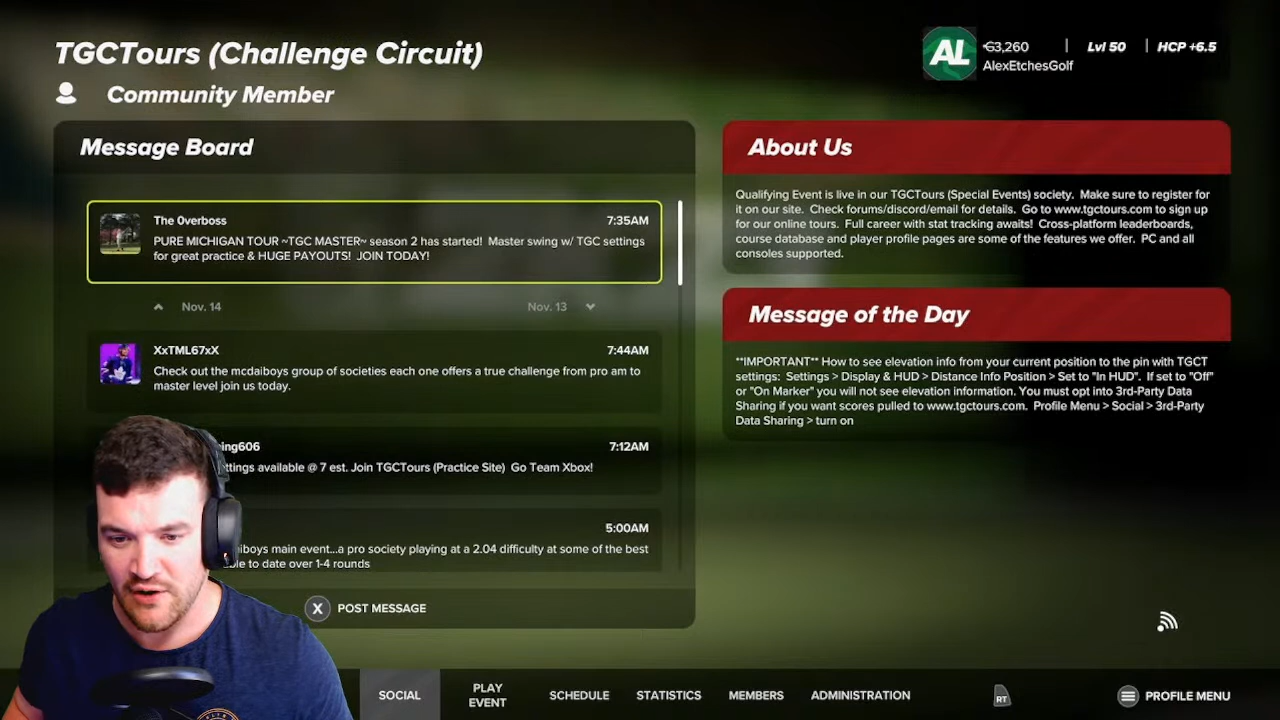 TGCTours (Challenge Circuit)
Community Member
AL
3,260
Lvl 50
HCP +6.5
AlexEtchesGolf
Message Board
The 0verboss
7:35AM
PURE MICHIGAN TOUR ~TGC MASTER~ season 2 has started! Master swing w/ TGC settings
for great practice & HUGE PAYOUTS! JOIN TODAY!
Nov. 14
Nov. 13
XxTML67xX
7:44AM
Check out the mcdaiboys group of societies each one offers a true challenge from pro am to
master level join us today.
7:12AM
available @ 7 est. Join TGCTours (Practice Site) Go Team Xbox!
5:00AM
main event...a pro society playing at a 2.04 difficulty at some of the best
to date over 1-4 rounds
X POST MESSAGE
About Us
Qualifying Event is live in our TGCTours (Special Events) society. Make sure to register for
it on our site. Check forums/discord/email for details. Go to www.tgctours.com to sign up
for our online tours. Full career with stat tracking awaits! Cross-platform leaderboards,
course database and player profile pages are some of the features we offer. PC and all
consoles supported.
Message of the Day
**IMPORTANT** How to see elevation info from your current position to the pin with TGCT
settings: Settings > Display & HUD > Distance Info Position > Set to "In HUD". If set to "Off"
or "On Marker" you will not see elevation information. You must opt into 3rd-Party Data
Sharing if you want scores pulled to www.tgctours.com. Profile Menu > Social > 3rd-Party
Data Sharing > turn on
SOCIAL
PLAY
EVENT
SCHEDULE
STATISTICS
MEMBERS
ADMINISTRATION
RT
PROFILE MENU